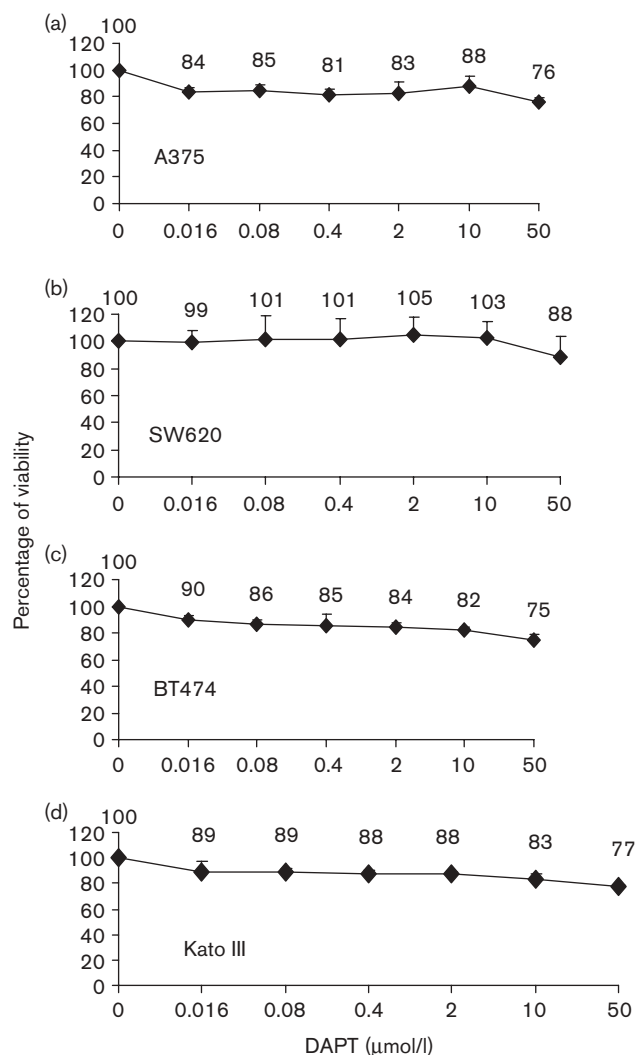 (a)
100
84 85 81 83 88 76
120
100
80
60
40
20
0
A375
0 0.016 0.08 0.4 2 10 50
(b)
100 99 101 101 105 103 88
120
100
80
60
40
20
0
SW620
0 0.016 0.08 0.4 2 10 50
(c)
100
90 86 85 84 82 75
120
100
80
60
40
20
0
BT474
0 0.016 0.08 0.4 2 10 50
(d)
100
89 89 88 88 83 77
120
100
80
60
40
20
0
Kato III
0 0.016 0.08 0.4 2 10 50
Percentage of viability
DAPT (μmol/l)